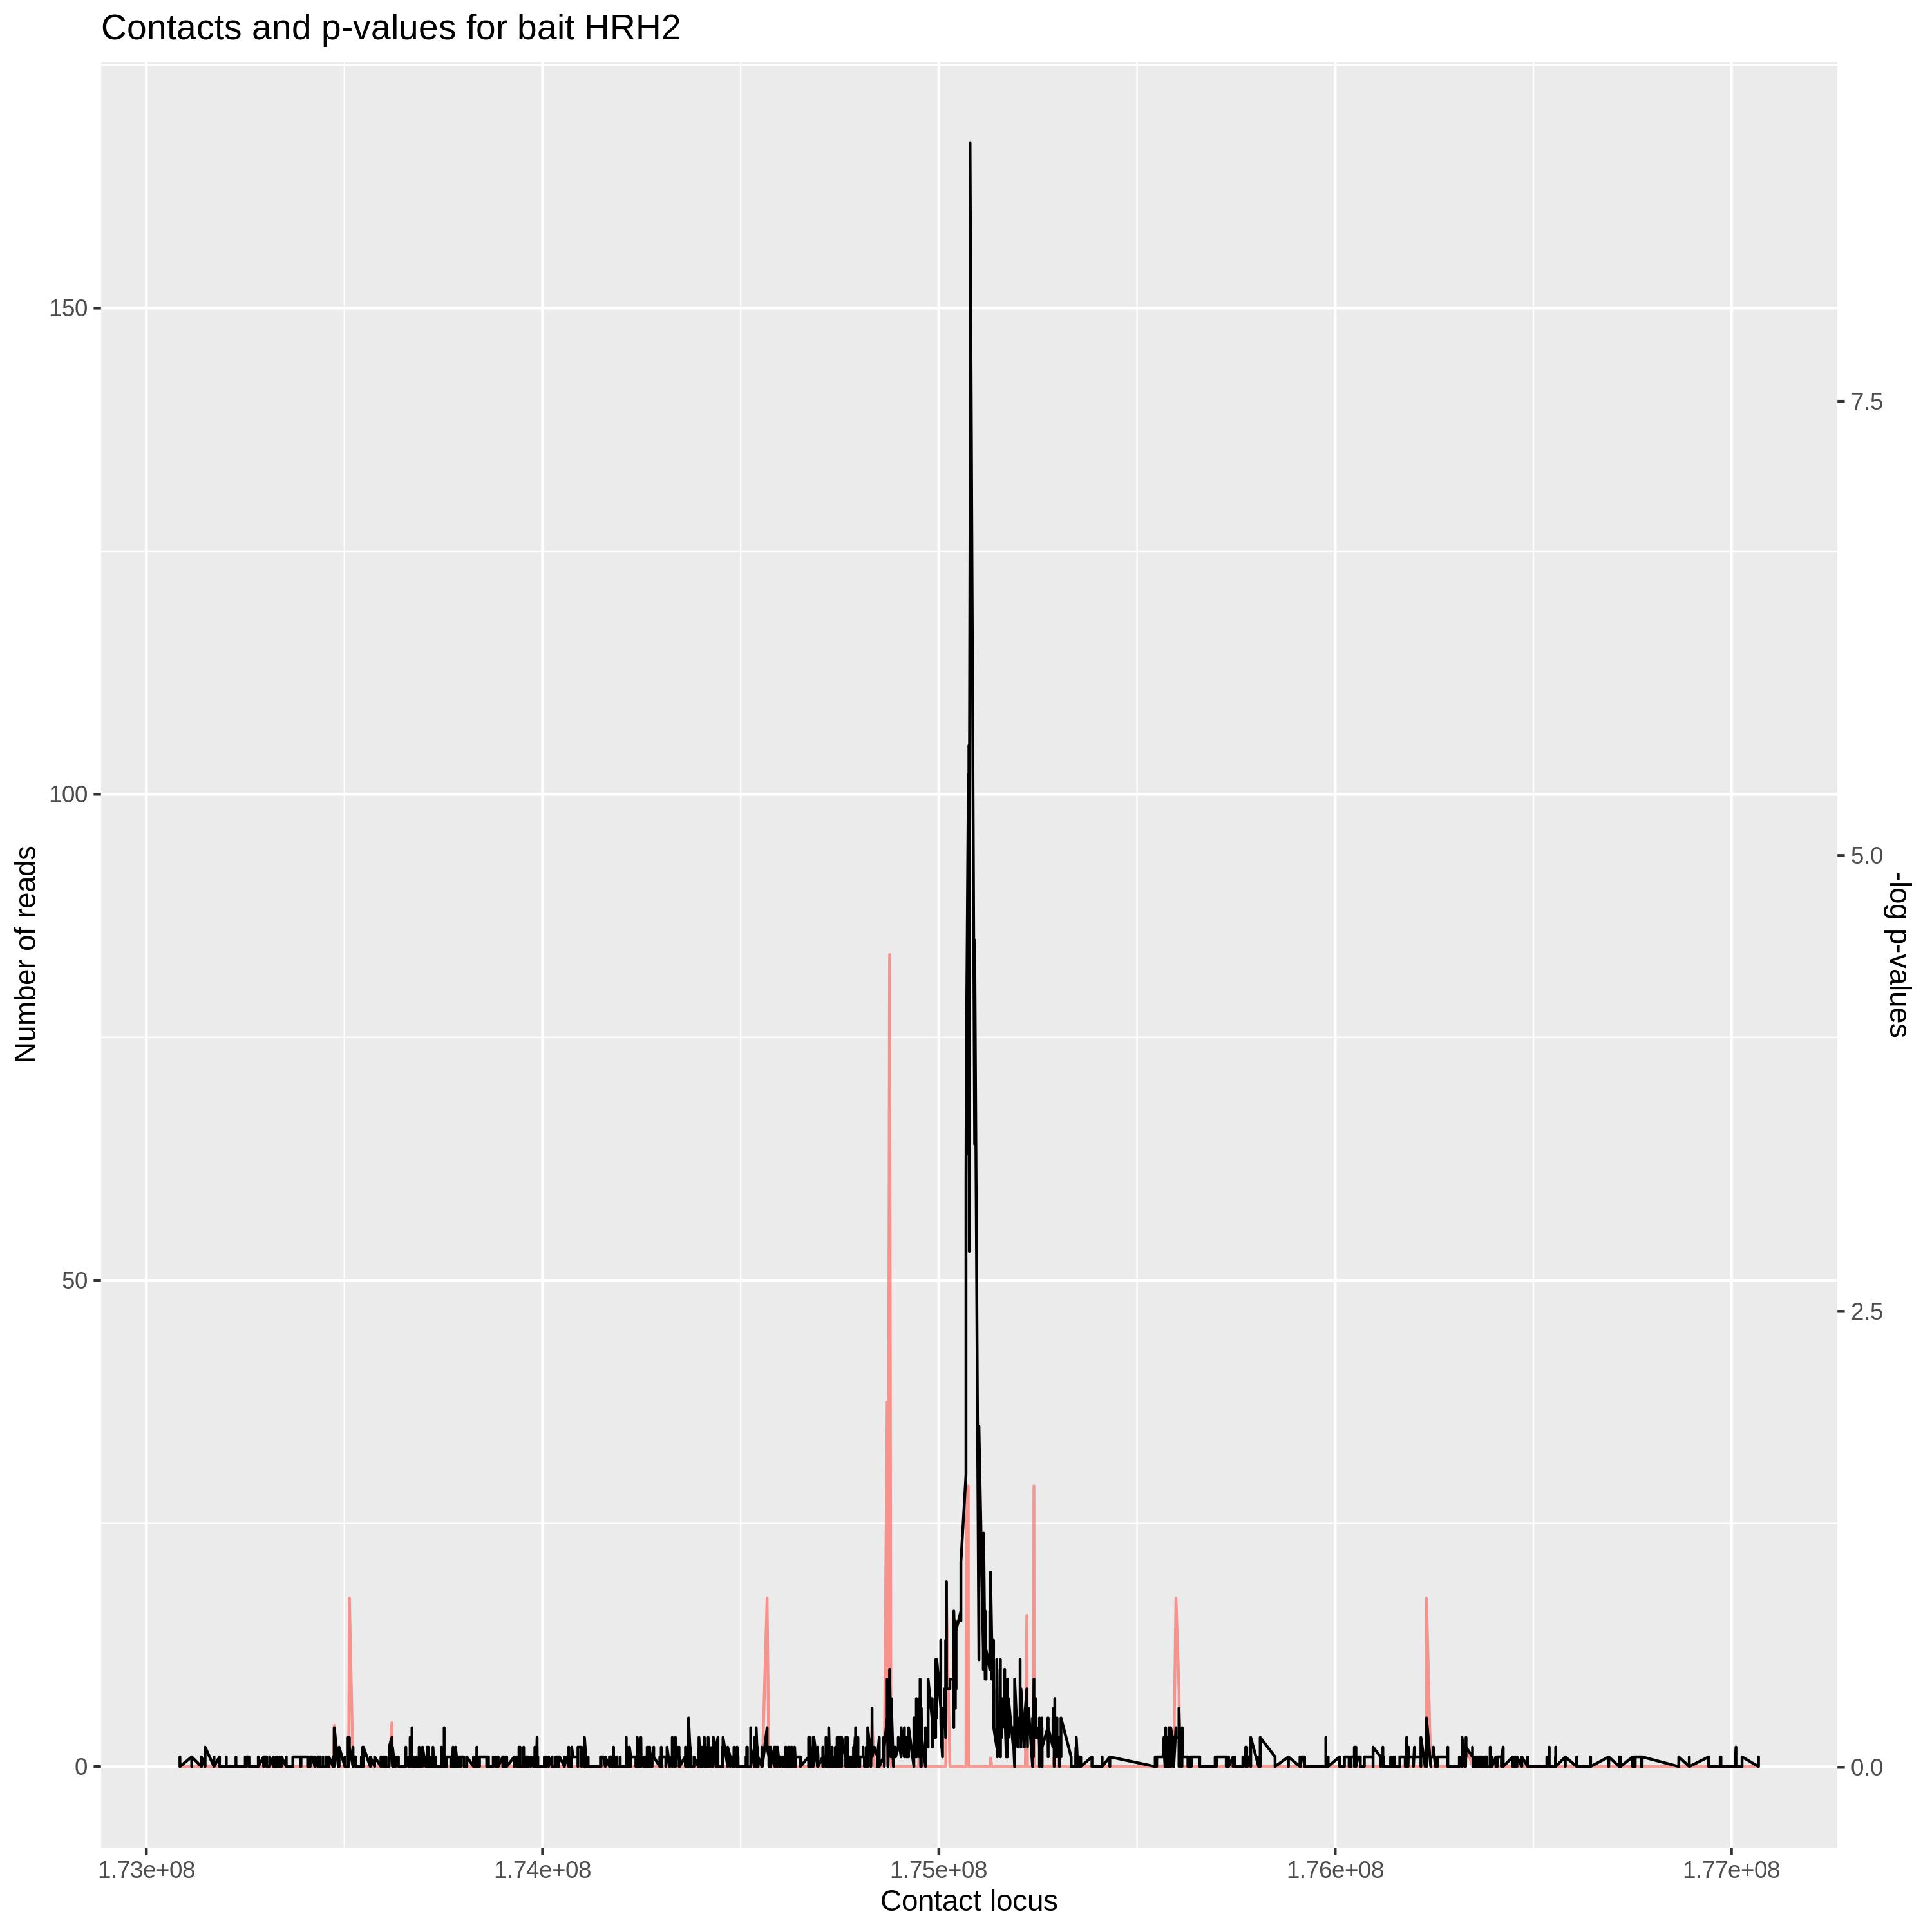 Contacts and p-values for bait HRH2
150
100
50
0
Number of reads
7.5
5.0
2.5
0.0
-log p-values
1.73e+08
1.74e+08
1.75e+08
1.76e+08
1.77e+08
Contact locus